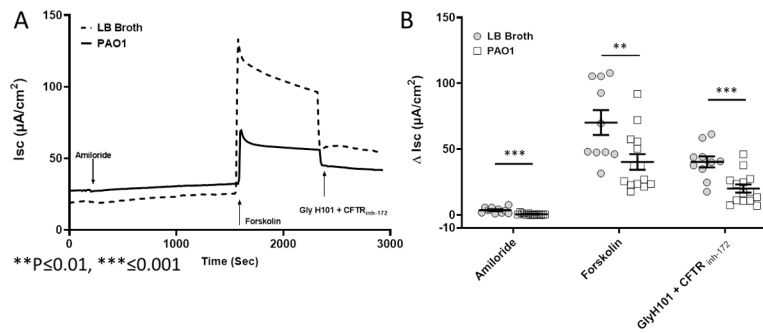 A
LB Broth
PAO1
Isc (µA/cm²)
150
100
50
0
Amiloride
Forskolin
Gly H101 + CFTRinh-172
0
1000
2000
3000
Time (Sec)
**P≤0.01, ***≤0.001
B
LB Broth
PAO1
Δ Isc (µA/cm²)
150
100
50
0
-10
***
**
***
Amiloride
Forskolin
GlyH101 + CFTR inh-172